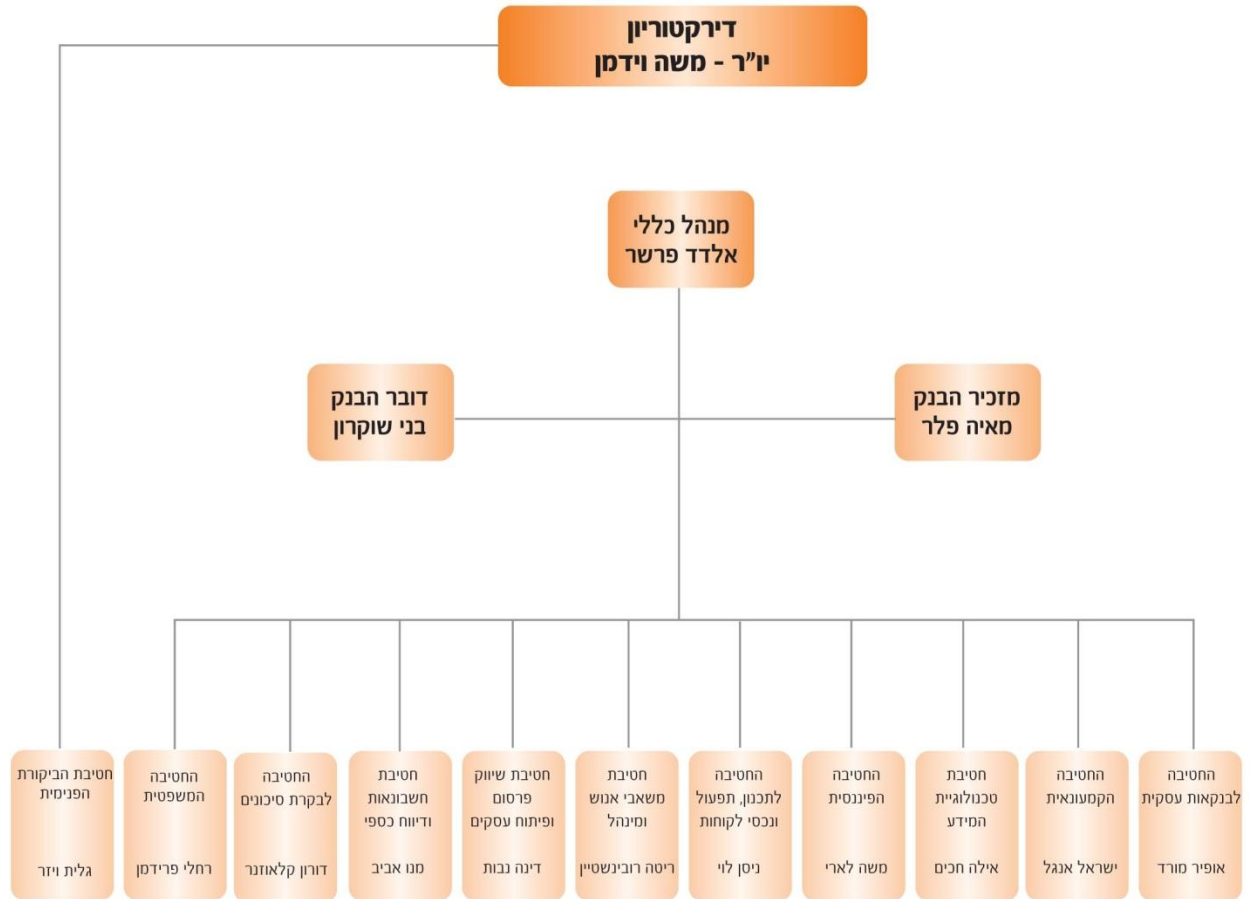 דירקטוריון
יו"ר - משה וידמן
מנהל כללי
אלדד פרשר
מזכיר הבנק
מאיה פלר
דובר הבנק
בני שוקרון
החטיבה
לבנקאות עסקית
אופיר מורד
החטיבה
הקמעונאית
ישראל אנגל
חטיבת
טכנולוגיית
המידע
אילה חכים
החטיבה
הפיננסית
משה לארי
החטיבה
לתכנון, תפעול
ונכסי לקוחות
ניסן לוי
חטיבת
משאבי אנוש
ומינהל
ריטה רובינשטיין
חטיבת שיווק
פרסום
ופיתוח עסקים
דינה נבות
חטיבת
חשבונאות
ודיווח כספי
מנו אביב
החטיבה
לבקרת סיכונים
דורון קלאוזנר
החטיבה
המשפטית
רחלי פרידמן
חטיבת הביקורת
הפנימית
גלית ויזר